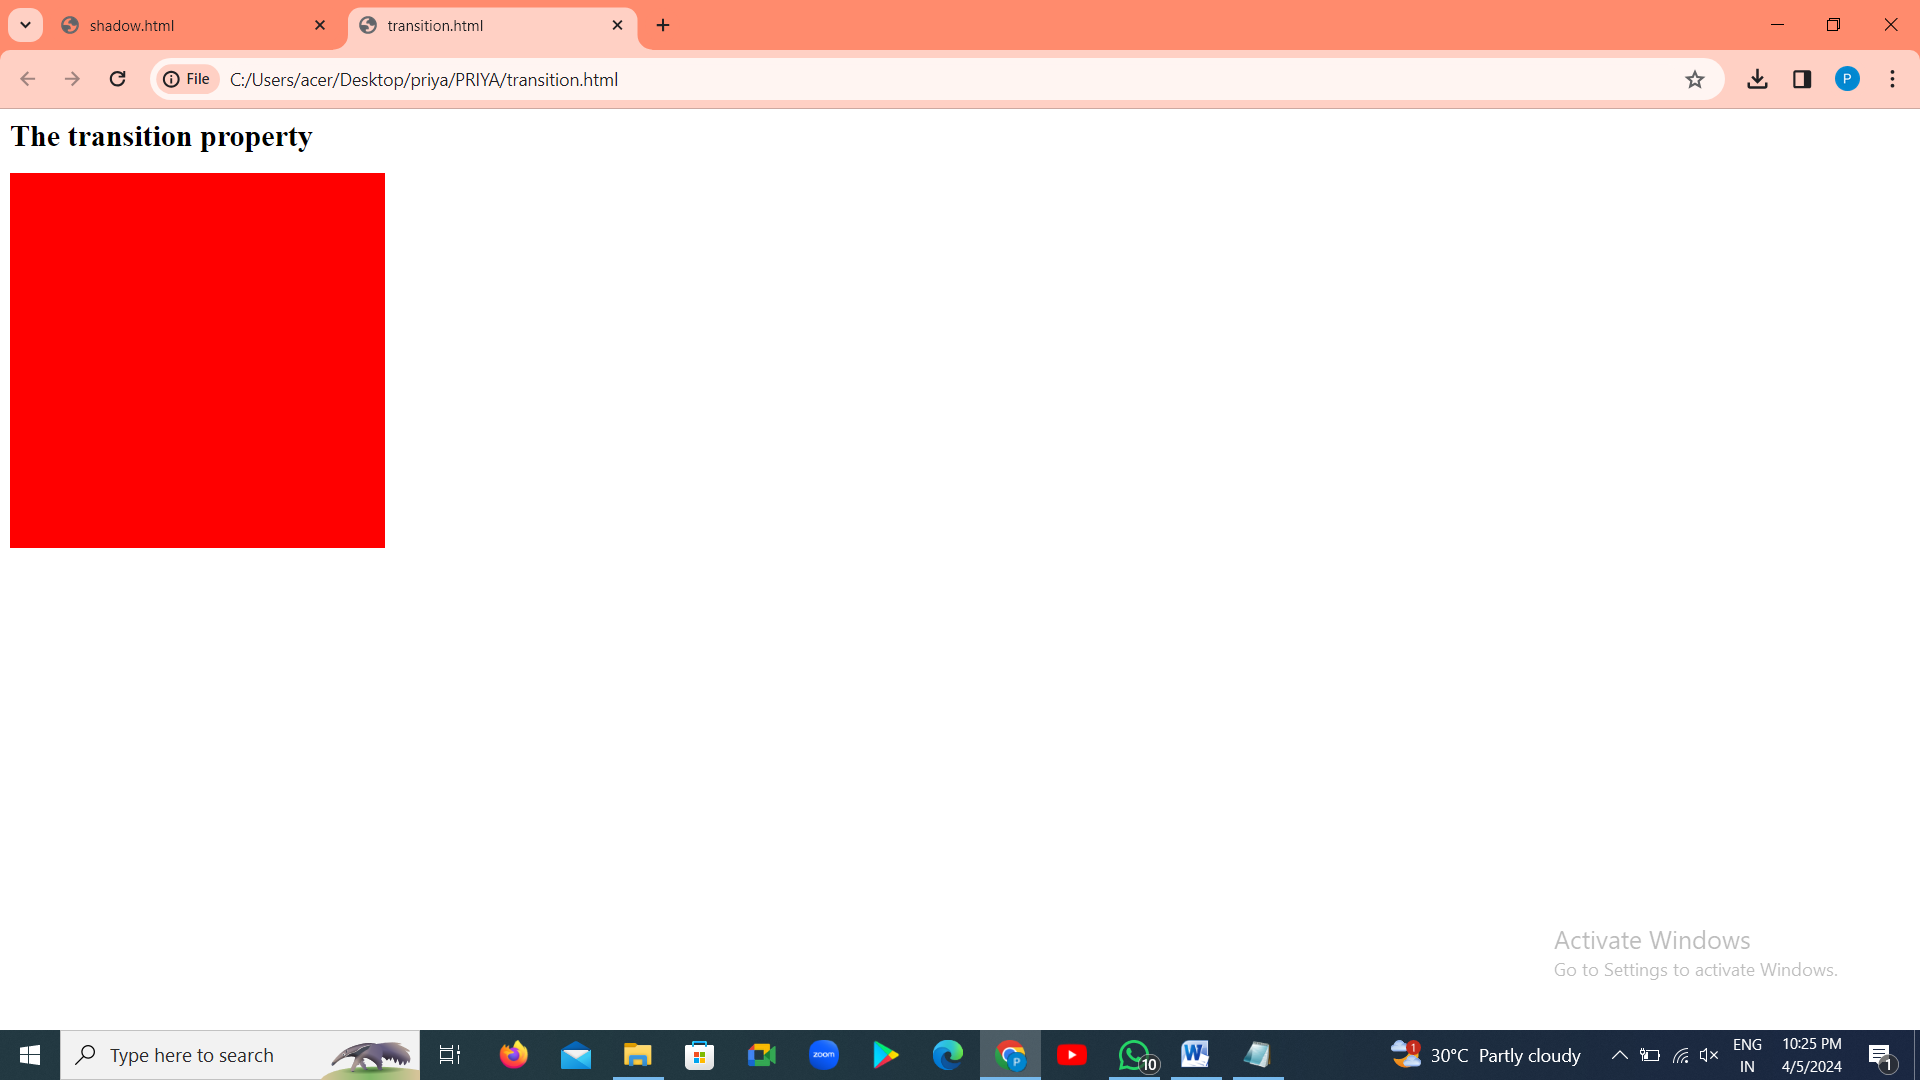 shadow.html
transition.html
File
C:/Users/acer/Desktop/priya/PRIYA/transition.html
P
The transition property
Activate Windows
Go to Settings to activate Windows.
Type here to search
zoom
P
10
W
1
30°C Partly cloudy
ENG
IN
10:25 PM
4/5/2024
1